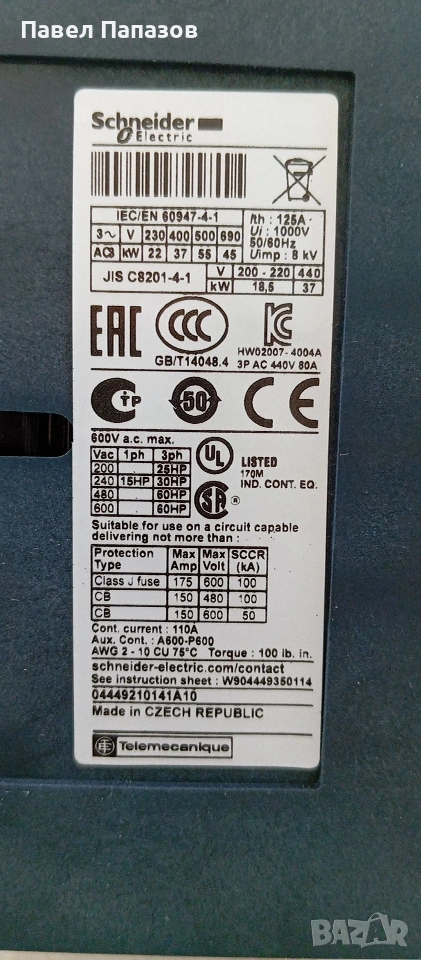 Павел Папазов
Schneider
Electric
IEC/EN 60947-4-1
3~ V 230 400 500 690
AC3 kW 22 37 55 45
Ith : 125A
Ui : 1000V
50/60Hz
Uimp : 8 kV
JIS C8201-4-1
V 200 - 220 440
kW 18,5 37
EAC
CCC
GB/T14048.4
KC
HW02007-4004A
3P AC 440V 80A
C TP
50
CE
600V a.c. max.
Vac 1ph 3ph
200 25HP
240 15HP 30HP
480 60HP
600 60HP
UL
LISTED
170M
IND. CONT. EQ.
SA ®
Suitable for use on a circuit capable
delivering not more than :
Protection Type Max Amp Max Volt SCCR (kA)
Class J fuse 175 600 100
CB 150 480 100
CB 150 600 50
Cont. current : 110A
Aux. Cont. : A600-P600
AWG 2 - 10 CU 75°C Torque : 100 lb. in.
schneider-electric.com/contact
See instruction sheet : W904449350114
04449210141A10
Made in CZECH REPUBLIC
Telemecanique
BAZAR